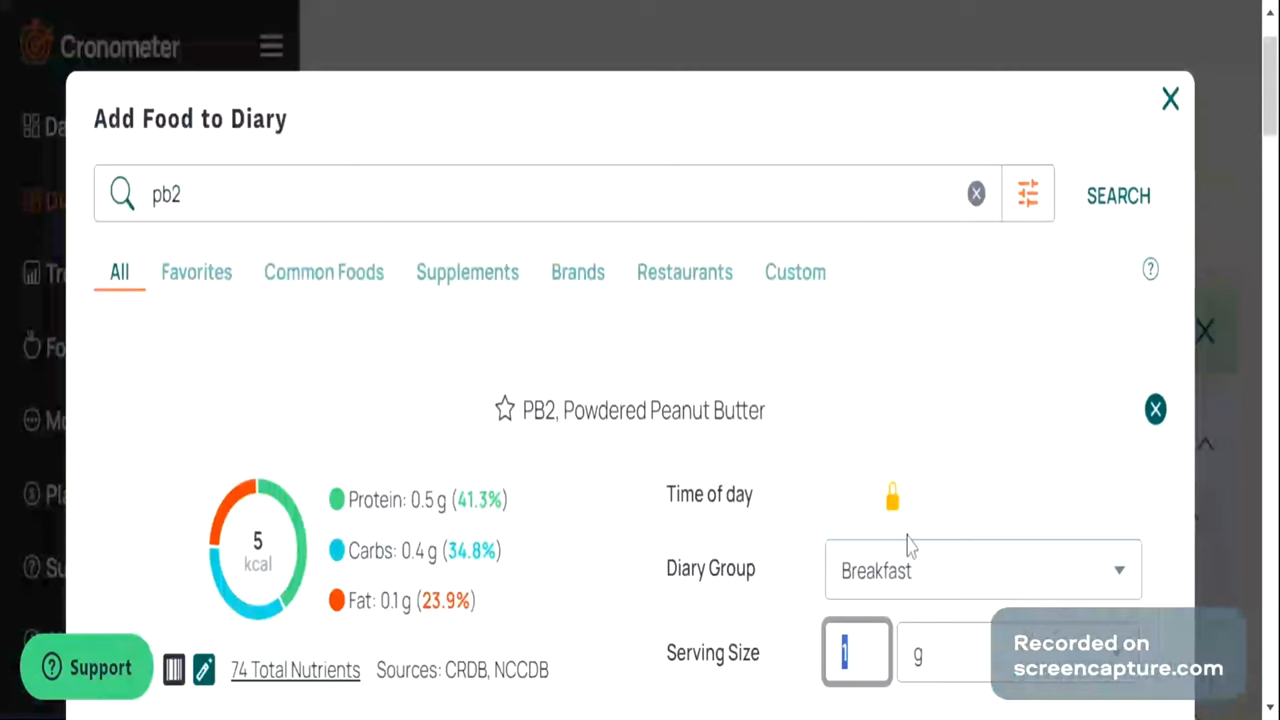 Cronometer
Add Food to Diary
X
pb2
SEARCH
All Favorites Common Foods Supplements Brands Restaurants Custom
PB2, Powdered Peanut Butter
5
kcal
Protein: 0.5 g (41.3%)
Carbs: 0.4 g (34.8%)
Fat: 0.1 g (23.9%)
Time of day
Diary Group
Breakfast
Serving Size
1
g
Support
74 Total Nutrients
Sources: CRDB, NCCDB
Recorded on
screencapture.com